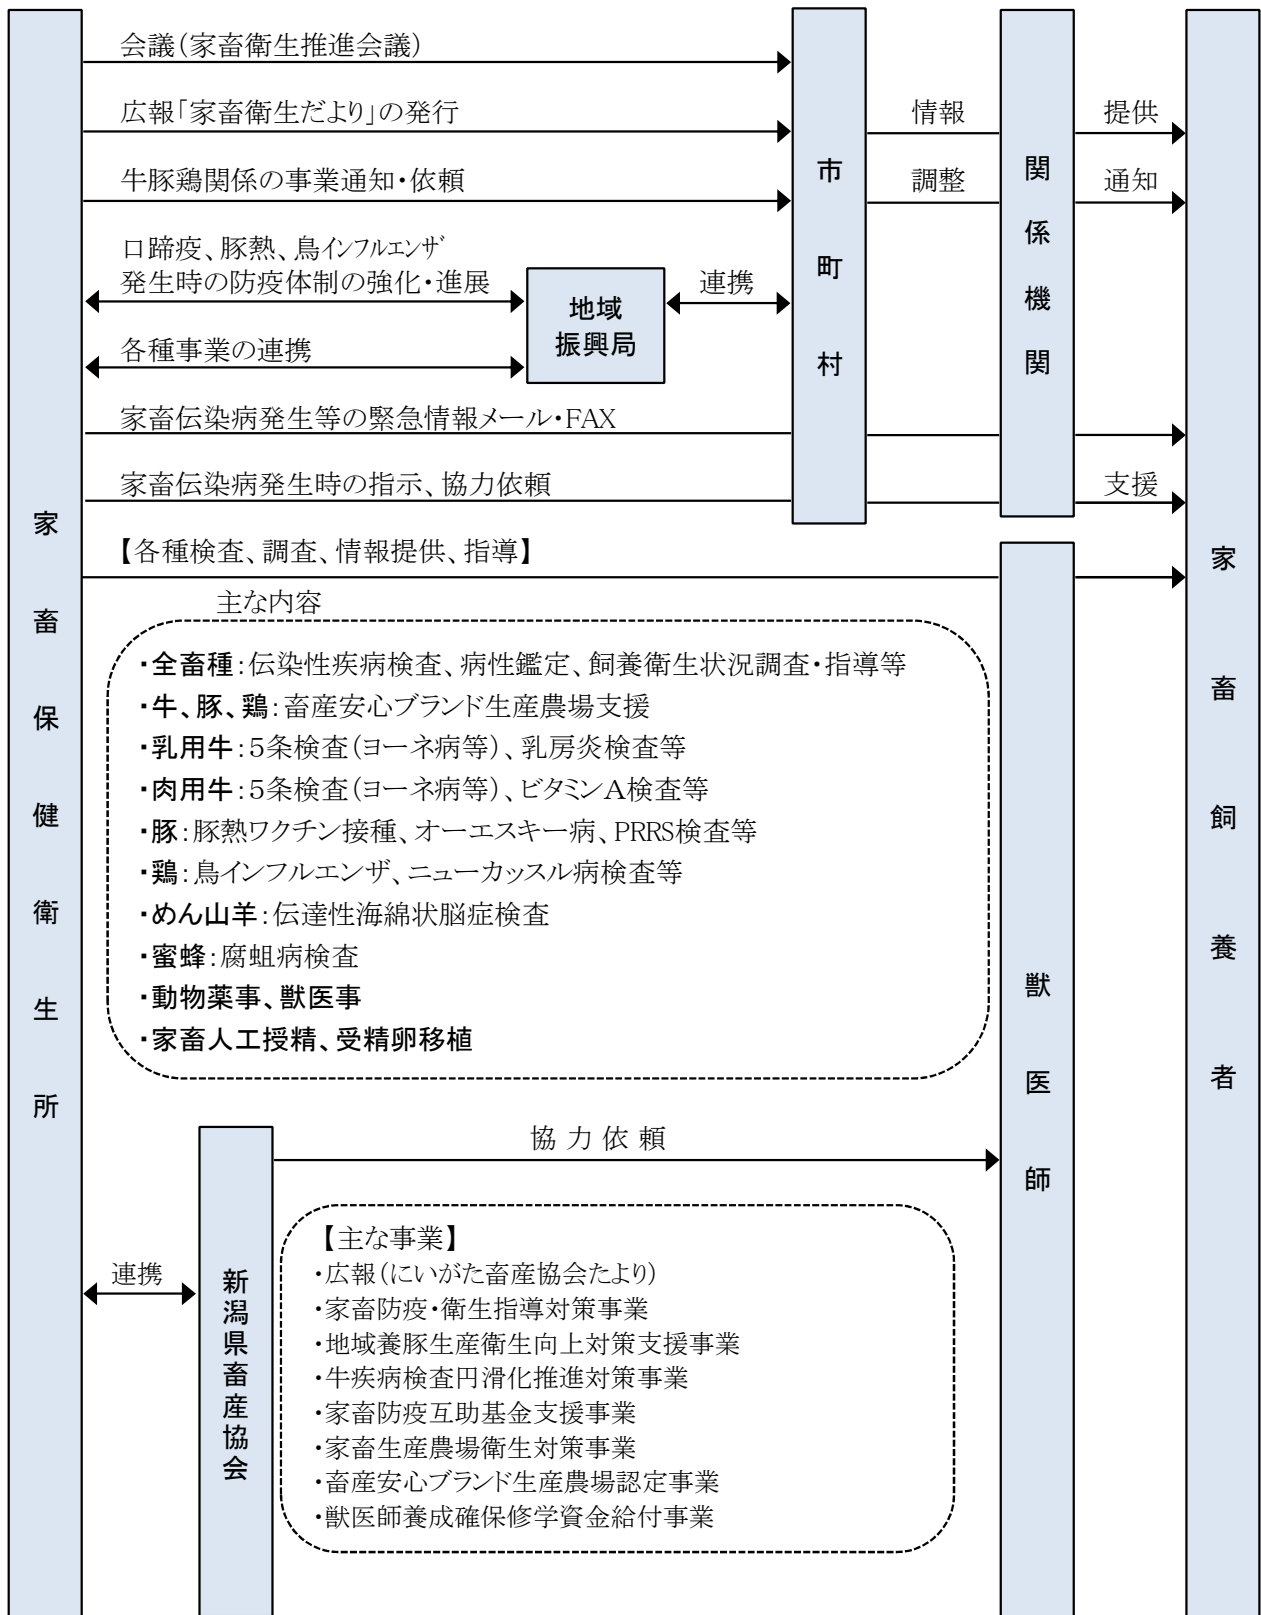 会議(家畜衛生推進会議)
広報「家畜衛生だより」の発行
情報
提供
牛豚鶏関係の事業通知・依頼
調整
通知
市町村
関係機関
口蹄疫、豚熱、鳥インフルエンザ
発生時の防疫体制の強化・進展
地域
振興局
連携
各種事業の連携
家畜伝染病発生等の緊急情報メール・FAX
家畜伝染病発生時の指示、協力依頼
支援
家畜保健衛生所
家畜飼養者
【各種検査、調査、情報提供、指導】
主な内容
・全畜種:伝染性疾病検査、病性鑑定、飼養衛生状況調査・指導等
・牛、豚、鶏:畜産安心ブランド生産農場支援
・乳用牛:5条検査(ヨーネ病等)、乳房炎検査等
・肉用牛:5条検査(ヨーネ病等)、ビタミンA検査等
・豚:豚熱ワクチン接種、オーエスキー病、PRRS検査等
・鶏:鳥インフルエンザ、ニューカッスル病検査等
・めん山羊:伝達性海綿状脳症検査
・蜜蜂:腐蛆病検査
・動物薬事、獣医事
・家畜人工授精、受精卵移植
獣医師
協力依頼
連携
新潟県畜産協会
【主な事業】
・広報(にいがた畜産協会たより)
・家畜防疫・衛生指導対策事業
・地域養豚生産衛生向上対策支援事業
・牛疾病検査円滑化推進対策事業
・家畜防疫互助基金支援事業
・家畜生産農場衛生対策事業
・畜産安心ブランド生産農場認定事業
・獣医師養成確保修学資金給付事業